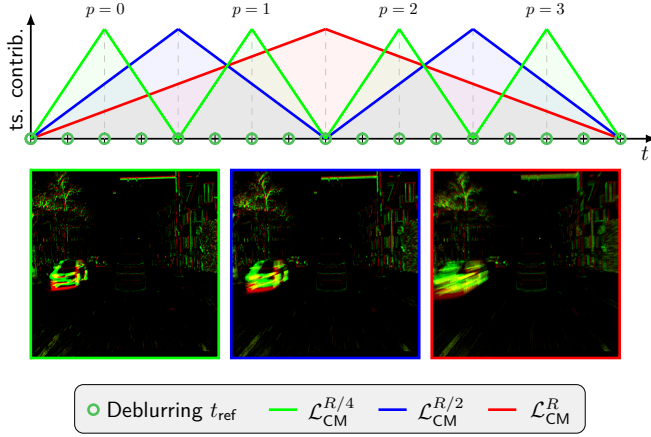 p = 0 p = 1 p = 2 p = 3
ts. contrib.
t
Deblurring t_ref L_CM^{R/4} L_CM^{R/2} L_CM^R